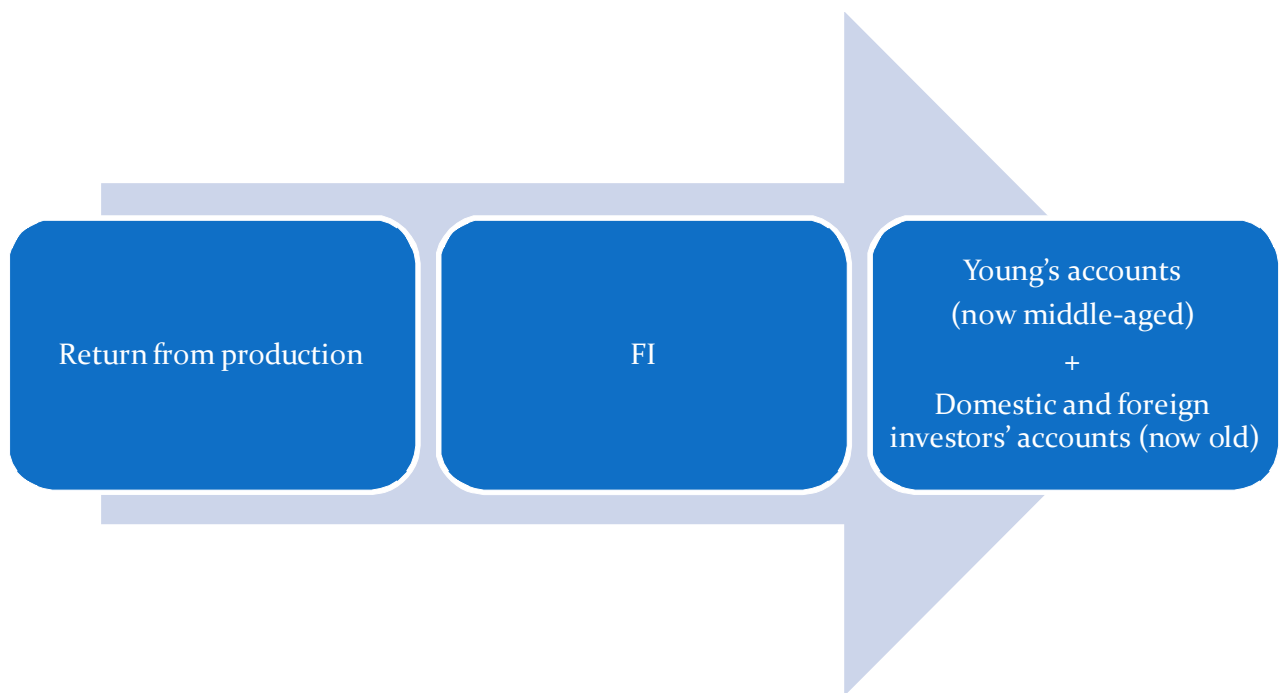 Return from production
FI
Young’s accounts
(now middle-aged)
+
Domestic and foreign
investors’ accounts (now old)